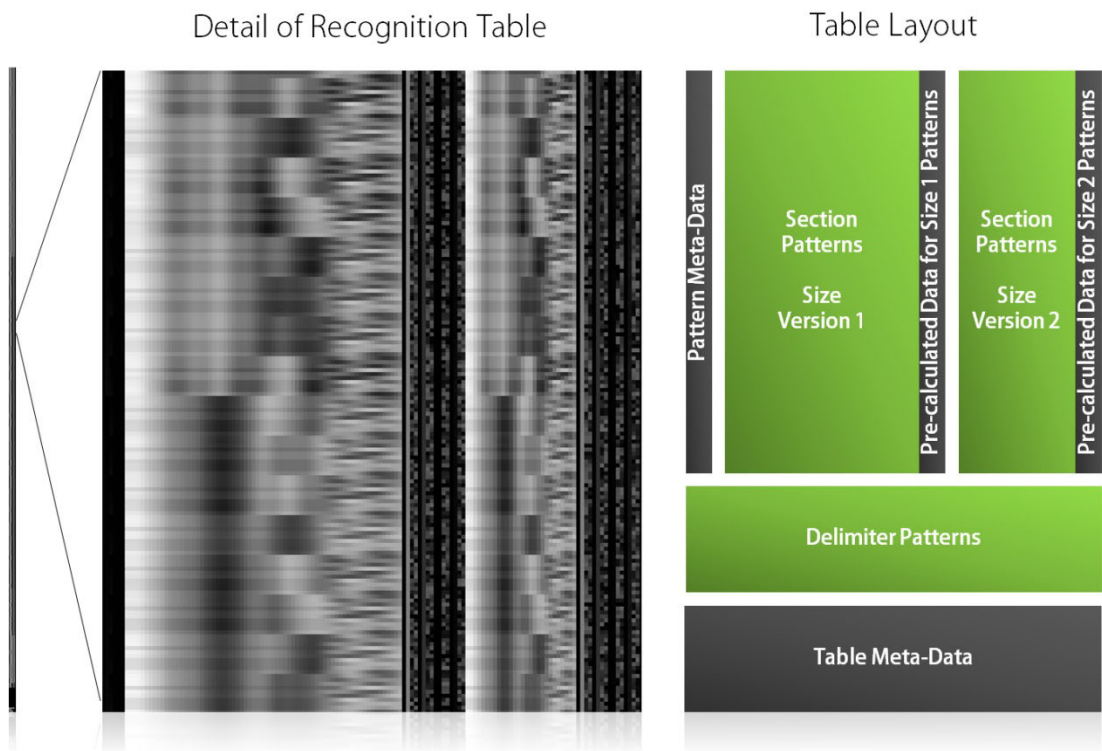 Detail of Recognition Table
Table Layout
Pattern Meta-Data
Section
Patterns
Size
Version 1
Pre-calculated Data for Size 1 Patterns
Section
Patterns
Size
Version 2
Pre-calculated Data for Size 2 Patterns
Delimiter Patterns
Table Meta-Data